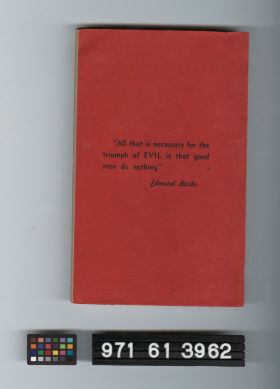 "All that is necessary for the
triumph of EVIL is that good
men do nothing"
Edmund. Burke.
971 61 3962